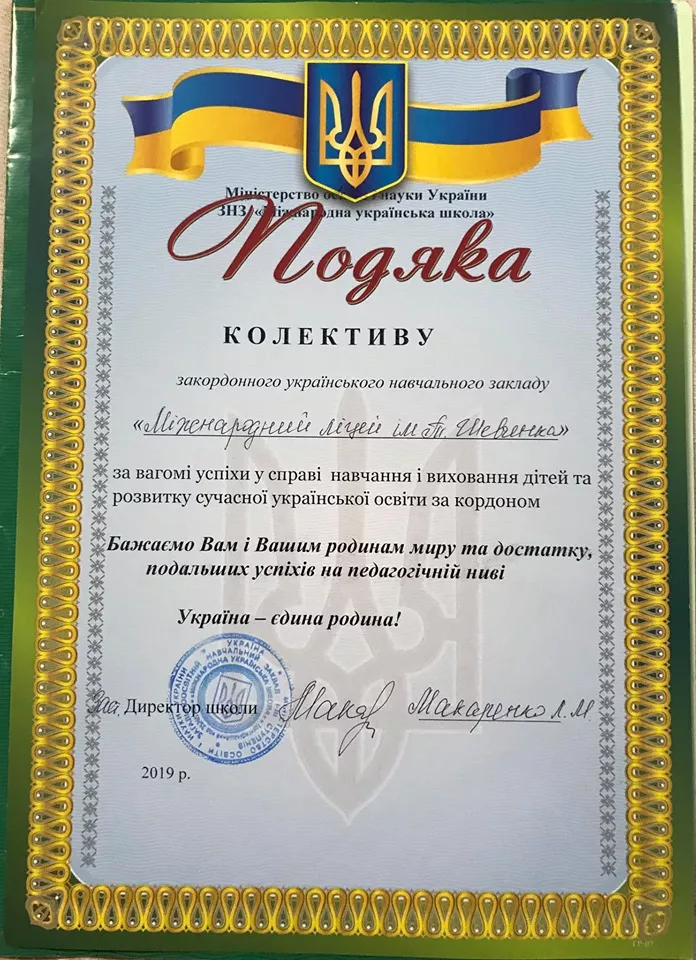 Міністерство освіти і науки України
ЗНЗ «Міжнародна українська школа»
Подяка
КОЛЕКТИВУ
закордонного українського навчального закладу
«Міжнародний ліцей ім Т. Шевченка»
за вагомі успіхи у справі навчання і виховання дітей та
розвитку сучасної української освіти за кордоном
Бажаємо Вам і Вашим родинам миру та достатку,
подальших успіхів на педагогічній ниві
Україна – єдина родина!
Заст. Директор школи Макаренко Л.М.
2019 р.